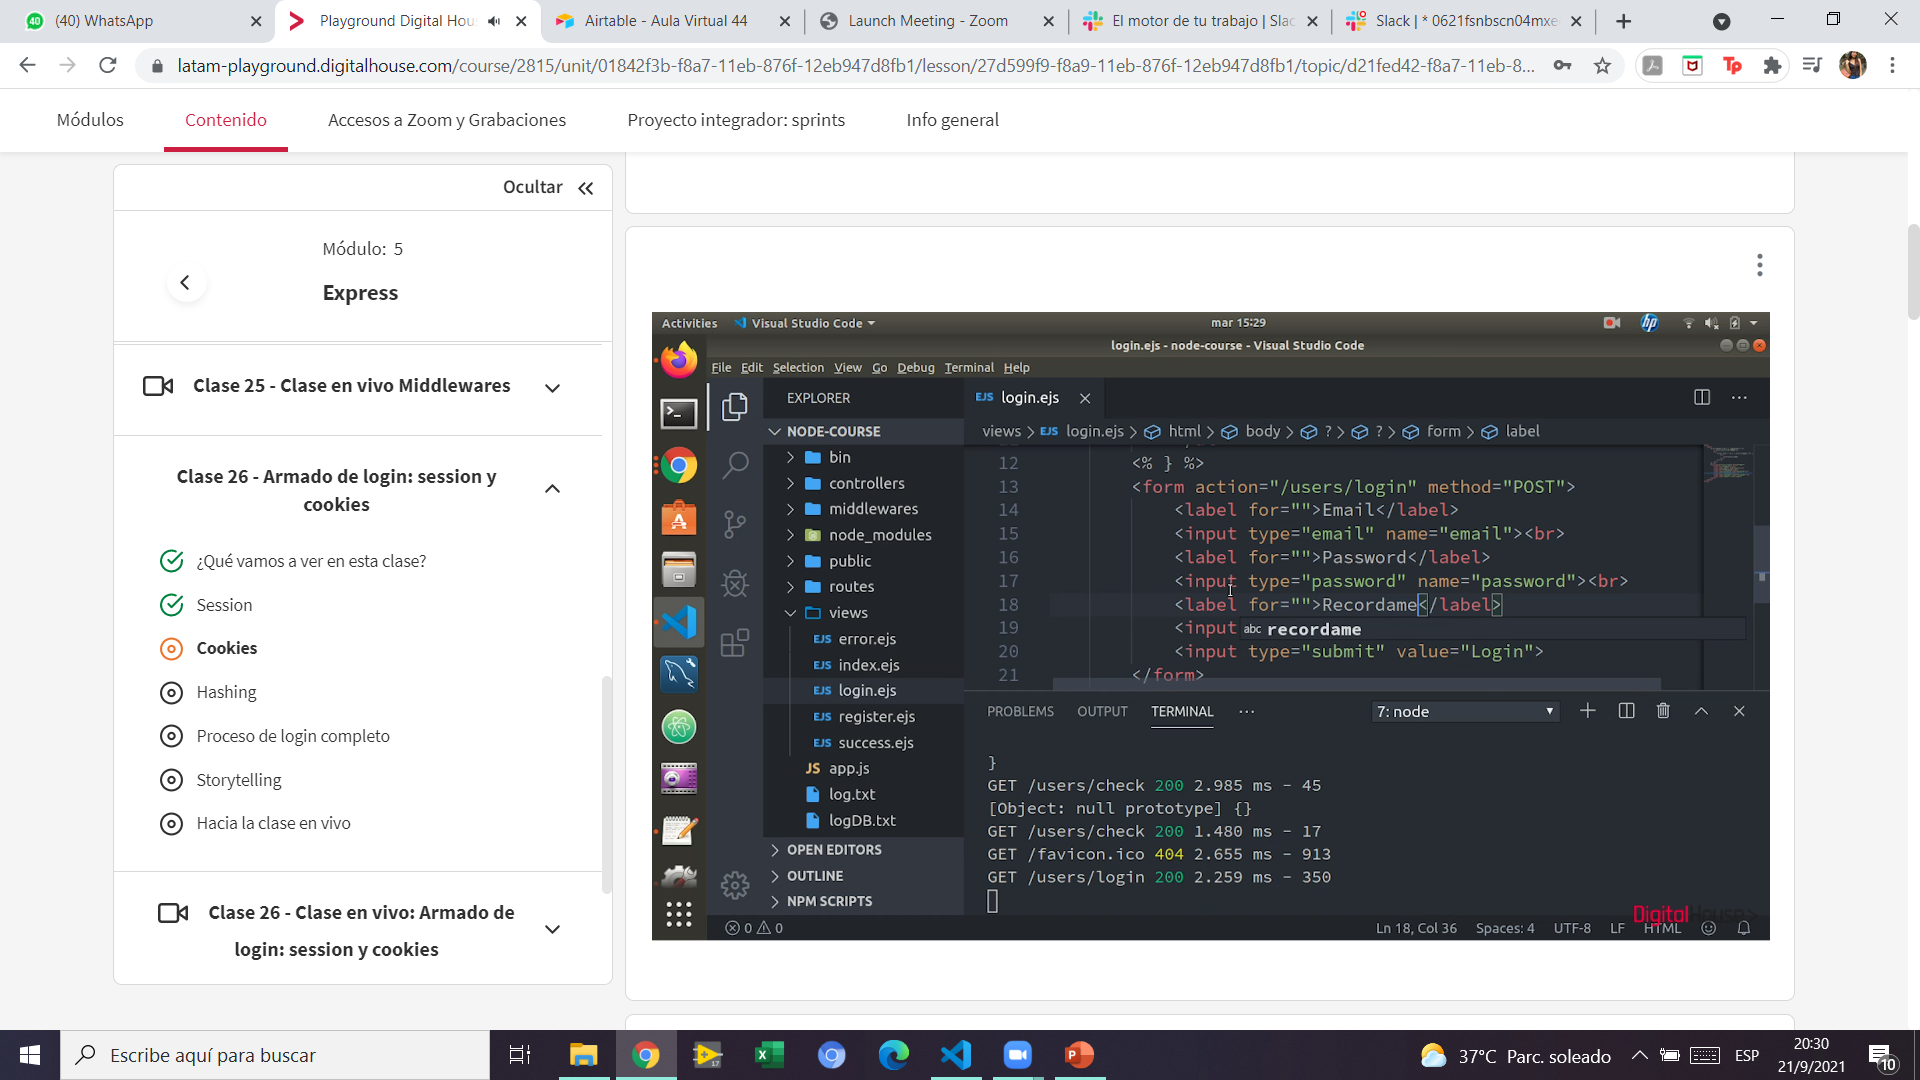 (40) WhatsApp
Playground Digital Hou
Airtable - Aula Virtual 44
Launch Meeting - Zoom
El motor de tu trabajo | Slac
Slack | * 0621fsnbscn04mxe
latam-playground.digitalhouse.com/course/2815/unit/01842f3b-f8a7-11eb-876f-12eb947d8fb1/lesson/27d599f9-f8a9-11eb-876f-12eb947d8fb1/topic/d21fed42-f8a7-11eb-8...
Módulos
Contenido
Accesos a Zoom y Grabaciones
Proyecto integrador: sprints
Info general
Ocultar
Módulo: 5
Express
Clase 25 - Clase en vivo Middlewares
Clase 26 - Armado de login: session y
cookies
¿Qué vamos a ver en esta clase?
Session
Cookies
Hashing
Proceso de login completo
Storytelling
Hacia la clase en vivo
Clase 26 - Clase en vivo: Armado de
login: session y cookies
Activities
Visual Studio Code
mar 15:29
login.ejs - node-course - Visual Studio Code
File Edit Selection View Go Debug Terminal Help
EXPLORER
NODE-COURSE
bin
controllers
middlewares
node_modules
public
routes
views
EJS error.ejs
EJS index.ejs
EJS login.ejs
EJS register.ejs
EJS success.ejs
JS app.js
log.txt
logDB.txt
OPEN EDITORS
OUTLINE
NPM SCRIPTS
EJS login.ejs
views > EJS login.ejs > html > body > ? > ? > form > label
12 <% } %>
13 <form action="/users/login" method="POST">
14 <label for="">Email</label>
15 <input type="email" name="email"><br>
16 <label for="">Password</label>
17 <input type="password" name="password"><br>
18 <label for="">Recordame</label>
19 <input
abc recordame
20 <input type="submit" value="Login">
21 </form>
PROBLEMS OUTPUT TERMINAL ···
7: node
}
GET /users/check 200 2.985 ms - 45
[Object: null prototype] {}
GET /users/check 200 1.480 ms - 17
GET /favicon.ico 404 2.655 ms - 913
GET /users/login 200 2.259 ms - 350
DigitalHouse>
0 0
Ln 18, Col 36 Spaces: 4 UTF-8 LF HTML
Escribe aquí para buscar
37°C Parc. soleado
ESP
20:30
21/9/2021
10